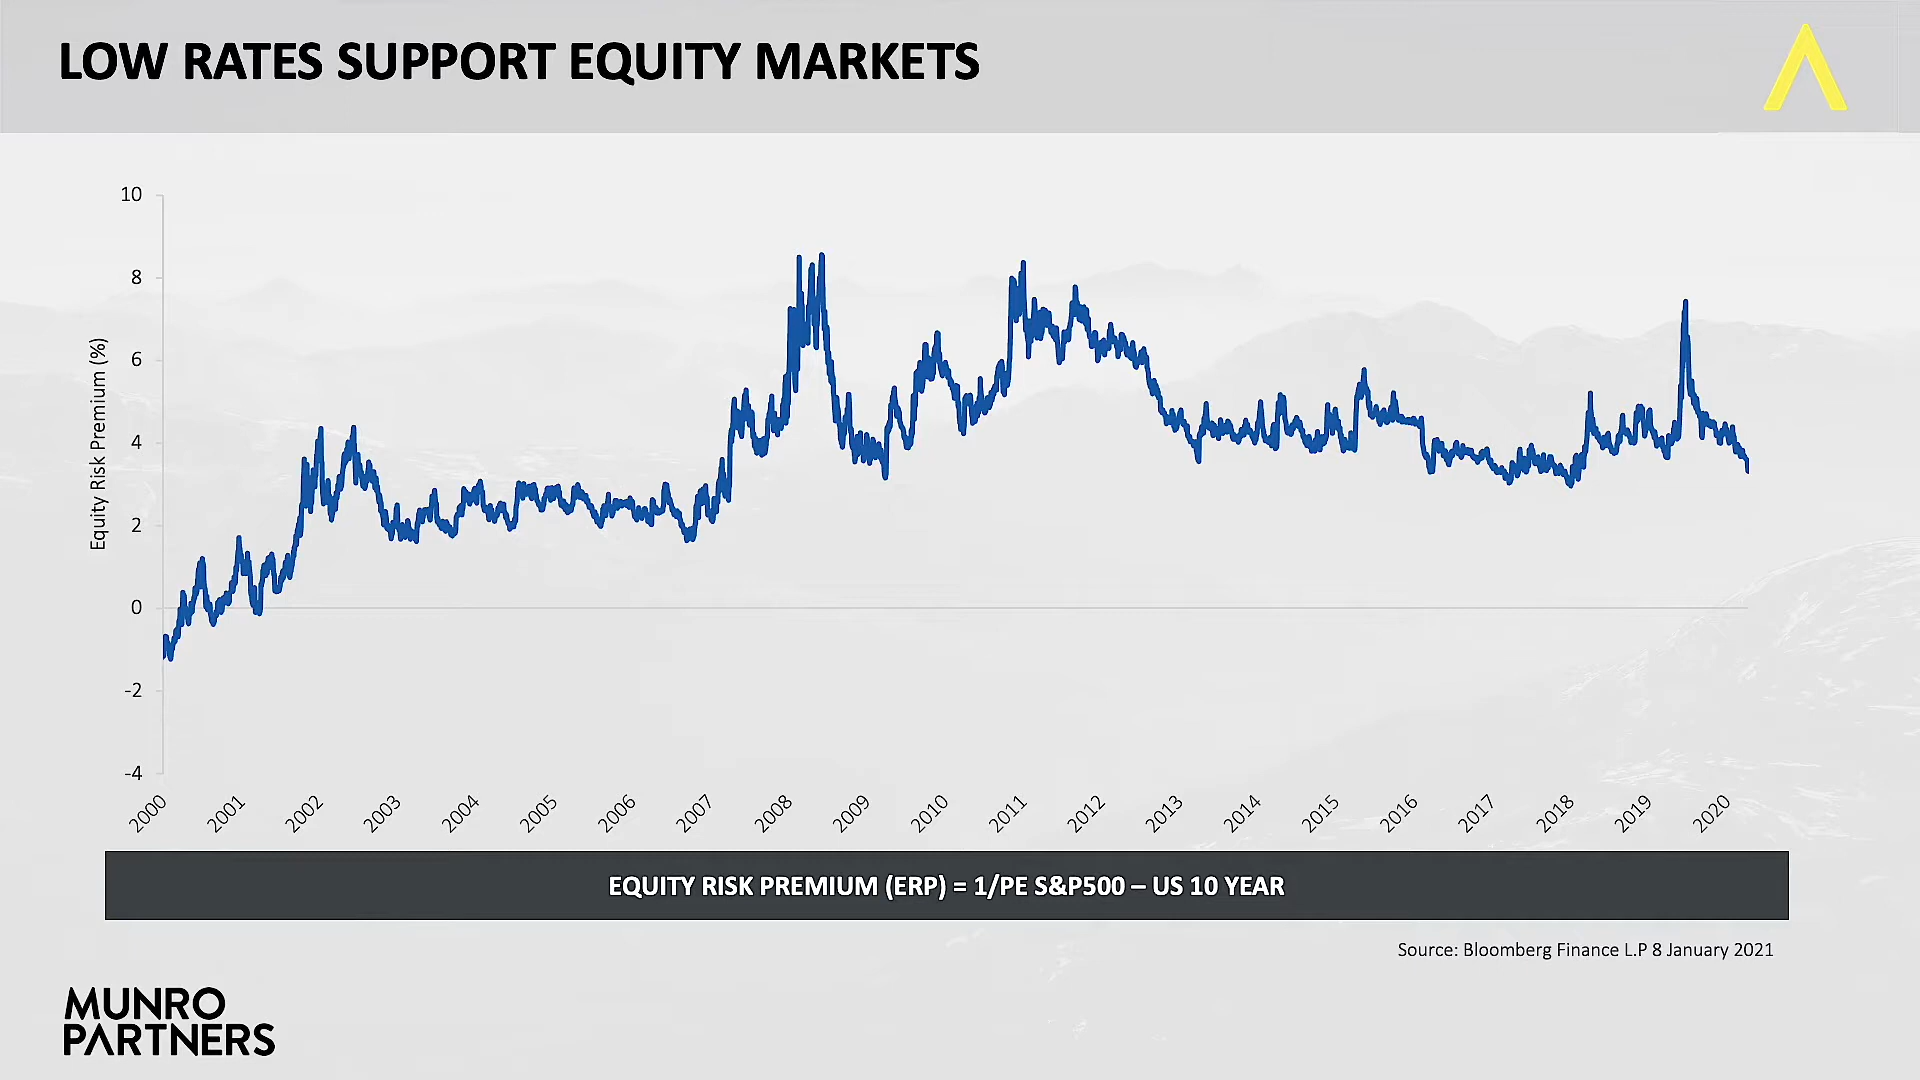 LOW RATES SUPPORT EQUITY MARKETS
10
8
6
4
2
0
-2
-4
Equity Risk Premium (%)
2000 2001 2002 2003 2004 2005 2006 2007 2008 2009 2010 2011 2012 2013 2014 2015 2016 2017 2018 2019 2020
EQUITY RISK PREMIUM (ERP) = 1/PE S&P500 – US 10 YEAR
Source: Bloomberg Finance L.P 8 January 2021
MUNRO
PARTNERS